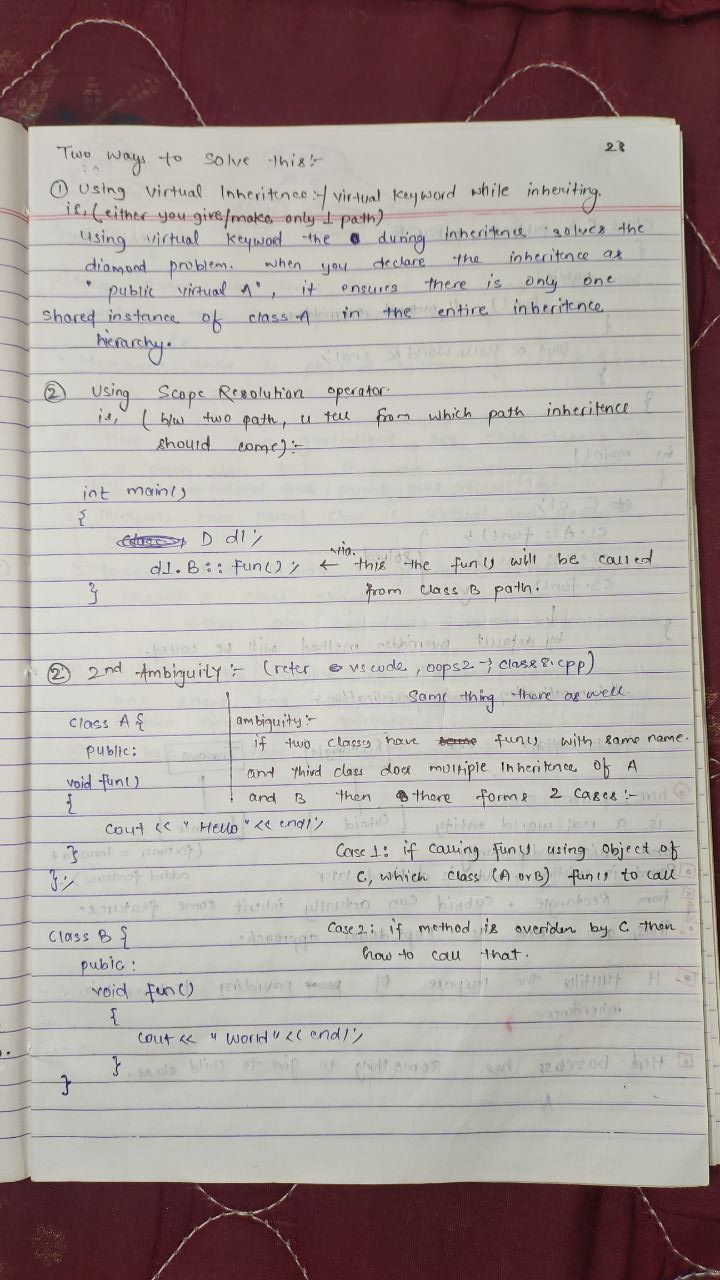 23
Two ways to solve this:-
① Using Virtual Inheritence:-/ virtual keyword while inheriting.
ie, (either you give/make only 1 path)
using virtual keyword the during inheritence solves the
diamond problem. When you declare the inheritence as
"public virtual A", it ensures there is only one
shared instance of class A in the entire inheritence
hierarchy.
② Using Scope Resolution operator.
ie, ( b/w two path, u tell from which path inheritence
should come):-
int main()
{
D d1;
d1.B::fun(); ← via. this the fun() will be called
} from class B path.
② 2nd Ambiguity:- (refer vs code, oops2 → class8.cpp)
Same thing there as well.
class A {
public:
void fun()
{
cout << "Hello" << endl;
}
};
ambiguity:-
if two classes have fun() with same name.
and third class does multiple Inheritence of A
and B then there forms 2 cases:-
Case 1: if calling fun() using object of
C, which class (A or B) fun() to call
class B {
pubic:
void fun()
{
cout << "World" << endl;
}
}
Case 2: if method is overiden by C then
how to call that.